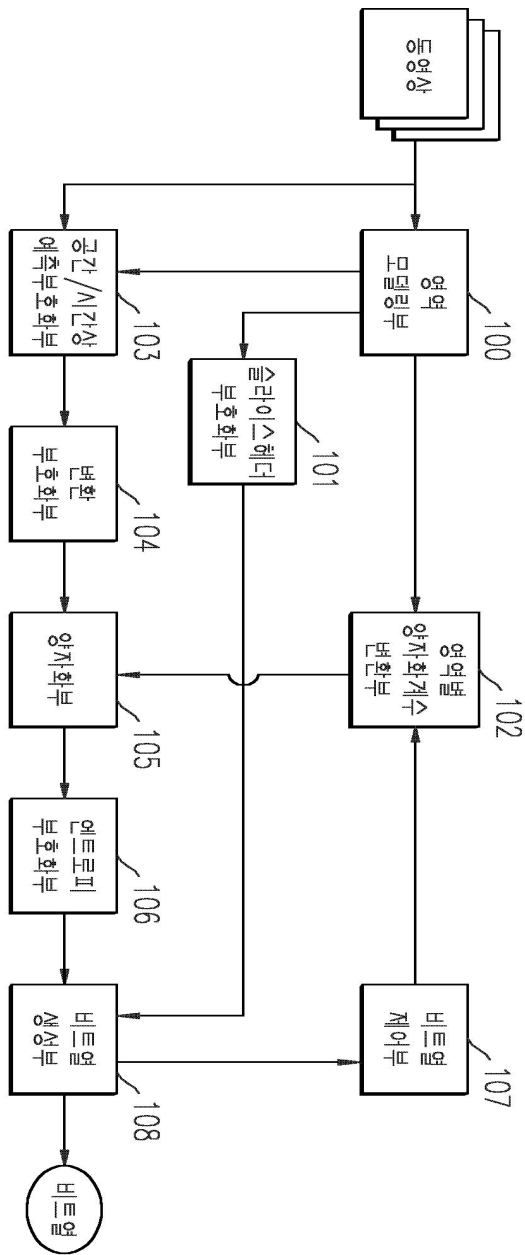 동영상
100
영역
모델링부
102
영역별
양자화계수
변환부
107
비트열
제어부
101
슬라이스헤더
부호화부
103
공간/시간상
예측부호화부
104
변환
부호화부
105
양자화부
106
엔트로피
부호화부
108
비트열
생성부
비트열